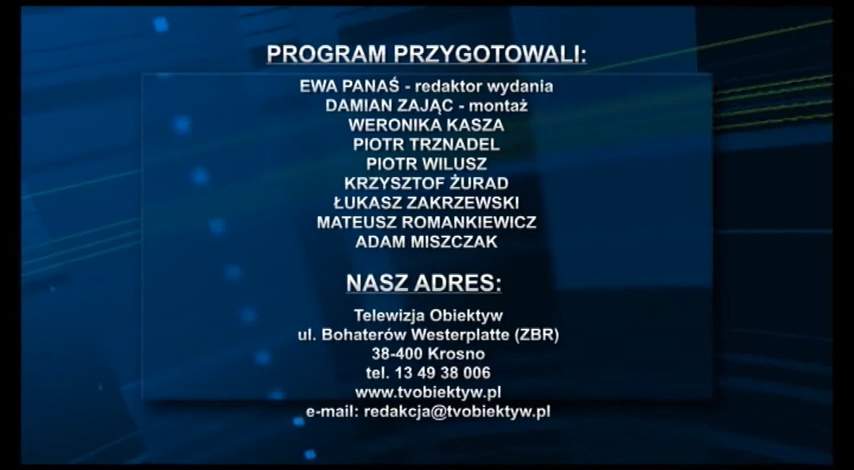 PROGRAM PRZYGOTOWALI:
EWA PANAŚ - redaktor wydania
DAMIAN ZAJĄC - montaż
WERONIKA KASZA
PIOTR TRZNADEL
PIOTR WILUSZ
KRZYSZTOF ŻURAD
ŁUKASZ ZAKRZEWSKI
MATEUSZ ROMANKIEWICZ
ADAM MISZCZAK
NASZ ADRES:
Telewizja Obiektyw
ul. Bohaterów Westerplatte (ZBR)
38-400 Krosno
tel. 13 49 38 006
www.tvobiektyw.pl
e-mail: redakcja@tvobiektyw.pl